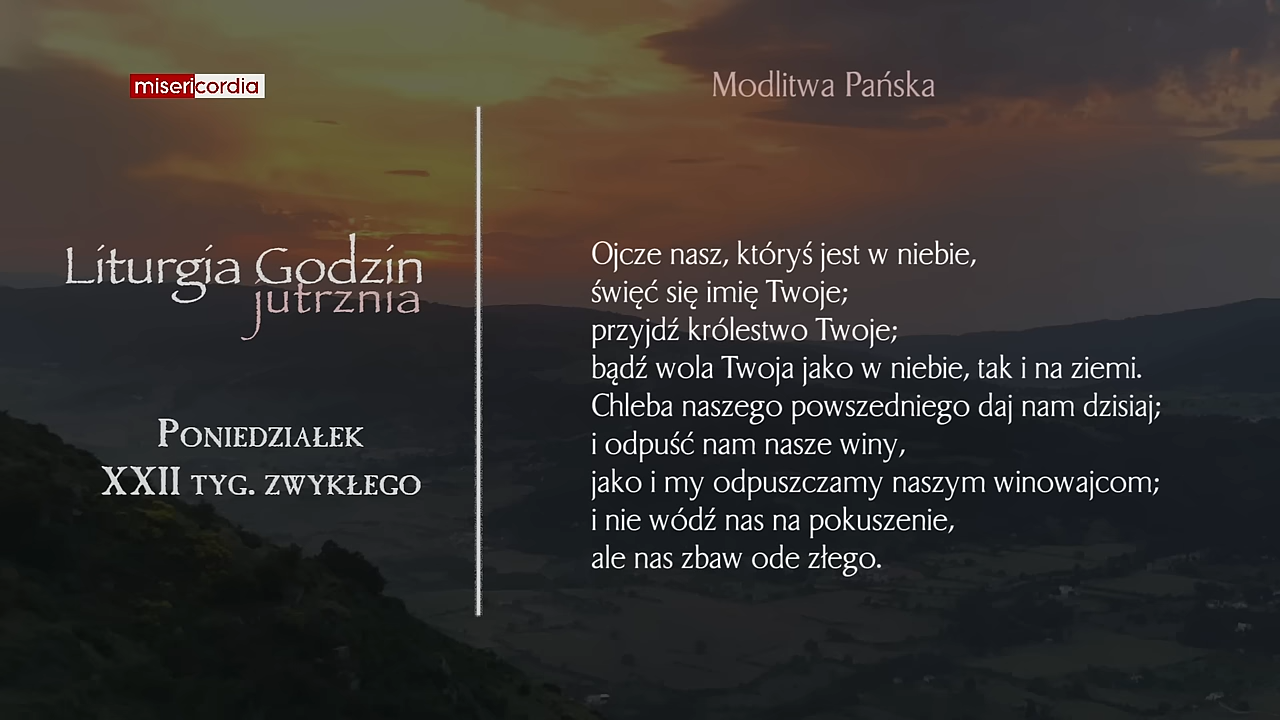 misericordia
Liturgia Godzin
jutrznia
Poniedziałek
XXII tyg. zwykłego
Modlitwa Pańska
Ojcze nasz, któryś jest w niebie,
święć się imię Twoje;
przyjdź królestwo Twoje;
bądź wola Twoja jako w niebie, tak i na ziemi.
Chleba naszego powszedniego daj nam dzisiaj;
i odpuść nam nasze winy,
jako i my odpuszczamy naszym winowajcom;
i nie wódź nas na pokuszenie,
ale nas zbaw ode złego.